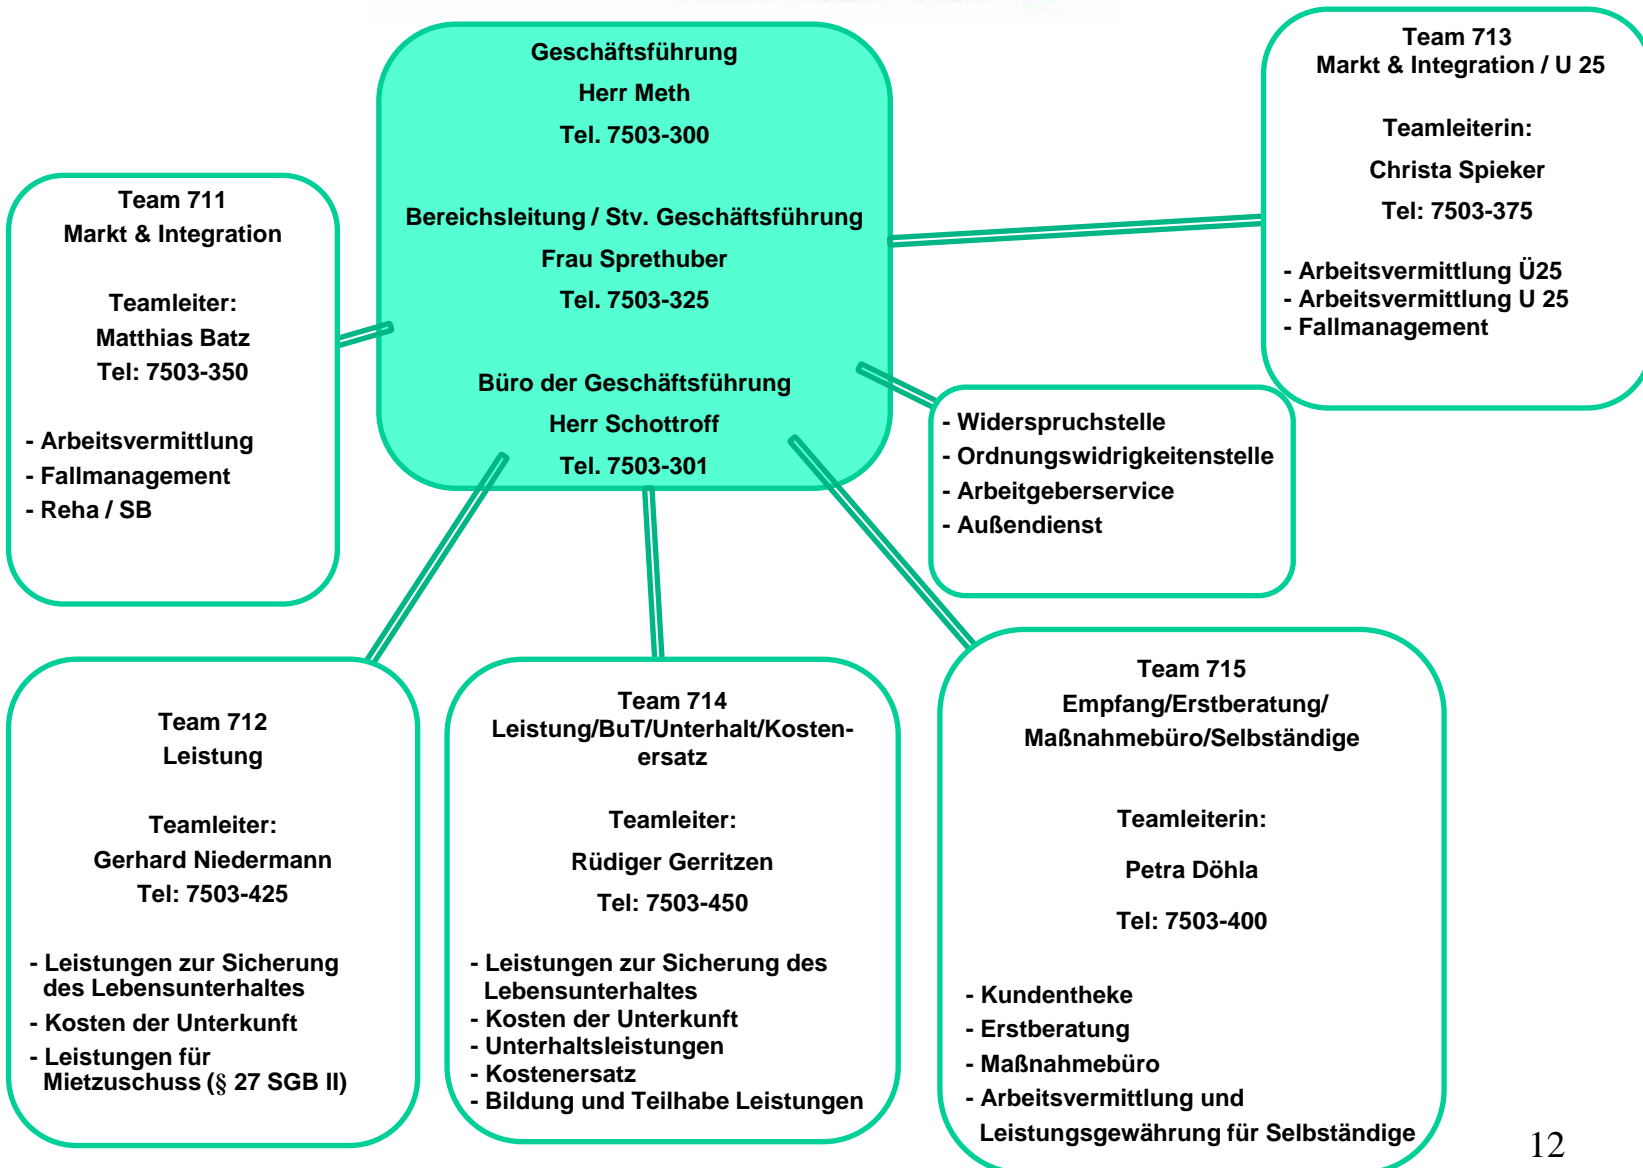 Geschäftsführung
Herr Meth
Tel. 7503-300
Bereichsleitung / Stv. Geschäftsführung
Frau Sprethuber
Tel. 7503-325
Büro der Geschäftsführung
Herr Schottroff
Tel. 7503-301
Team 713
Markt & Integration / U 25
Teamleiterin:
Christa Spieker
Tel: 7503-375
- Arbeitsvermittlung Ü25
- Arbeitsvermittlung U 25
- Fallmanagement
Team 711
Markt & Integration
Teamleiter:
Matthias Batz
Tel: 7503-350
- Arbeitsvermittlung
- Fallmanagement
- Reha / SB
- Widerspruchstelle
- Ordnungswidrigkeitenstelle
- Arbeitgeberservice
- Außendienst
Team 712
Leistung
Teamleiter:
Gerhard Niedermann
Tel: 7503-425
- Leistungen zur Sicherung
des Lebensunterhaltes
- Kosten der Unterkunft
- Leistungen für
Mietzuschuss (§ 27 SGB II)
Team 714
Leistung/BuT/Unterhalt/Kosten-
ersatz
Teamleiter:
Rüdiger Gerritzen
Tel: 7503-450
- Leistungen zur Sicherung des
Lebensunterhaltes
- Kosten der Unterkunft
- Unterhaltsleistungen
- Kostenersatz
- Bildung und Teilhabe Leistungen
Team 715
Empfang/Erstberatung/
Maßnahmebüro/Selbständige
Teamleiterin:
Petra Döhla
Tel: 7503-400
- Kundentheke
- Erstberatung
- Maßnahmebüro
- Arbeitsvermittlung und
Leistungsgewährung für Selbständige
12